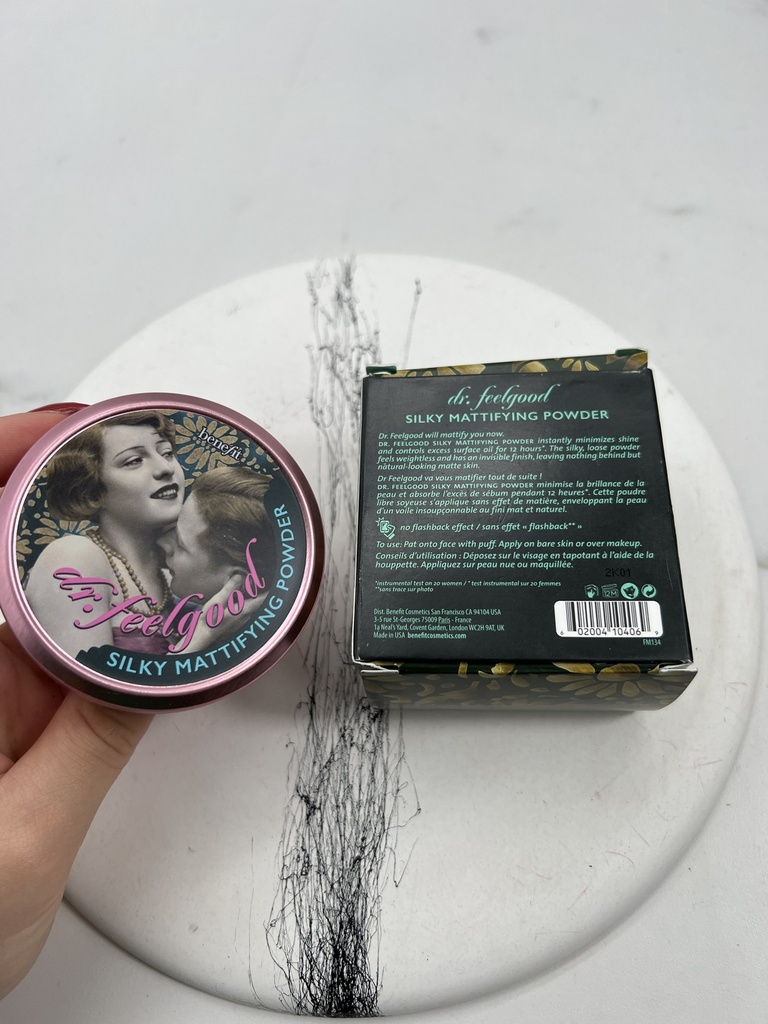 benefit
dr. feelgood
SILKY MATTIFYING POWDER
dr. feelgood
SILKY MATTIFYING POWDER
Dr. Feelgood will mattify you now.
DR. FEELGOOD SILKY MATTIFYING POWDER instantly minimizes shine
and controls excess surface oil for 12 hours*. The silky, loose powder
feels weightless and has an invisible finish, leaving nothing behind but
natural-looking matte skin.
Dr Feelgood va vous matifier tout de suite !
DR. FEELGOOD SILKY MATTIFYING POWDER minimise la brillance de la
peau et absorbe l'excès de sébum pendant 12 heures*. Cette poudre
libre soyeuse s'applique sans effet de matière, enveloppant la peau
d'un voile insoupçonnable au fini mat et naturel.
no flashback effect / sans effet « flashback** »
To use: Pat onto face with puff. Apply on bare skin or over makeup.
Conseils d'utilisation : Déposez sur le visage en tapotant à l'aide de la
houppette. Appliquez sur peau nue ou maquillée.
2K01
*instrumental test on 20 women / *test instrumental sur 20 femmes
**sans trace sur photo
12M
Dist. Benefit Cosmetics San Francisco CA 94104 USA
3-5 rue St-Georges 75009 Paris - France
1a Neal's Yard, Covent Garden, London WC2H 9AT, UK
Made in USA benefitcosmetics.com
6 02004 10406 9
FM134